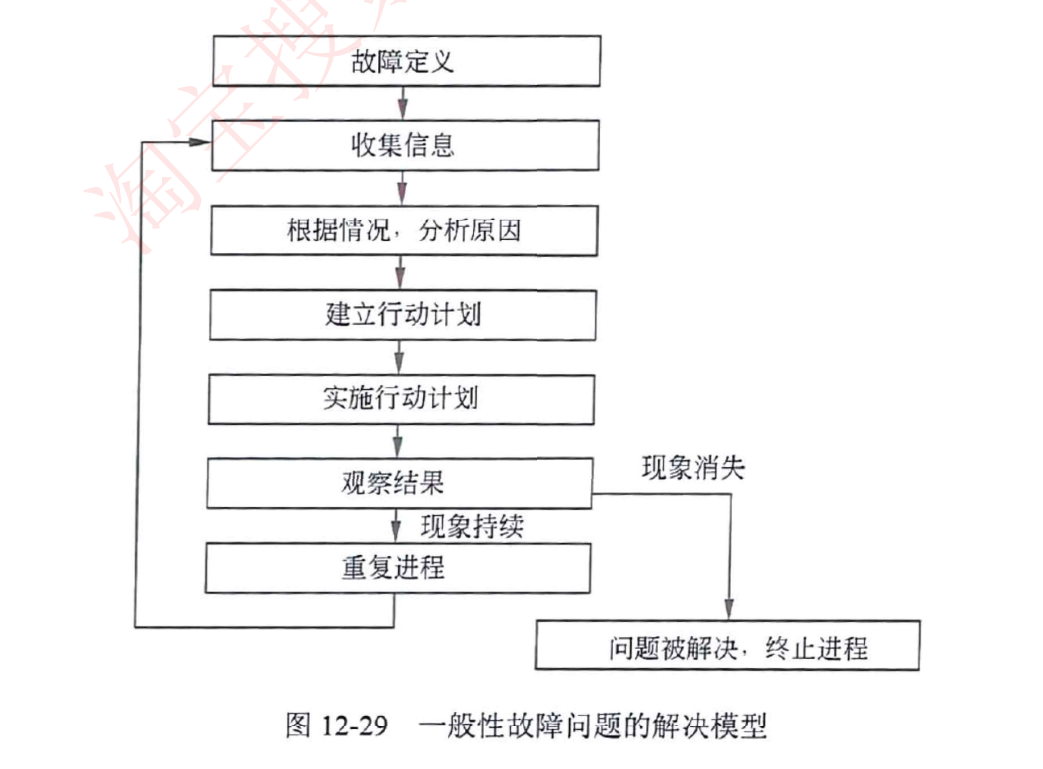 淘宝搜
故障定义
收集信息
根据情况，分析原因
建立行动计划
实施行动计划
观察结果
现象消失
现象持续
重复进程
问题被解决，终止进程
图 12-29 一般性故障问题的解决模型